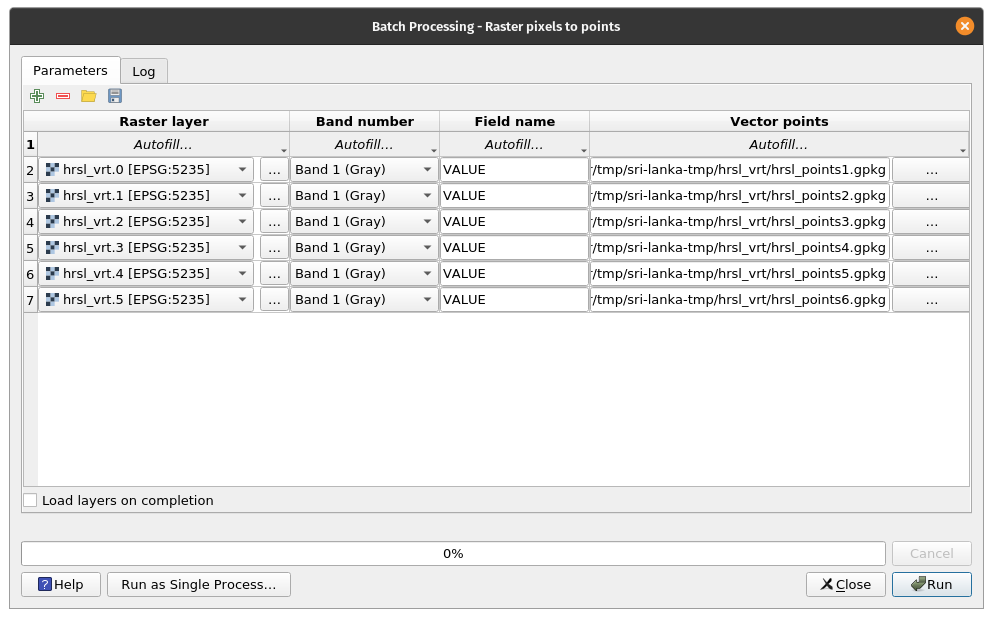 Batch Processing - Raster pixels to points
Parameters Log
Raster layer Band number Field name Vector points
1 Autofill... Autofill... Autofill... Autofill...
2 hrsl_vrt.0 [EPSG:5235] ... Band 1 (Gray) VALUE /tmp/sri-lanka-tmp/hrsl_vrt/hrsl_points1.gpkg ...
3 hrsl_vrt.1 [EPSG:5235] ... Band 1 (Gray) VALUE /tmp/sri-lanka-tmp/hrsl_vrt/hrsl_points2.gpkg ...
4 hrsl_vrt.2 [EPSG:5235] ... Band 1 (Gray) VALUE /tmp/sri-lanka-tmp/hrsl_vrt/hrsl_points3.gpkg ...
5 hrsl_vrt.3 [EPSG:5235] ... Band 1 (Gray) VALUE /tmp/sri-lanka-tmp/hrsl_vrt/hrsl_points4.gpkg ...
6 hrsl_vrt.4 [EPSG:5235] ... Band 1 (Gray) VALUE /tmp/sri-lanka-tmp/hrsl_vrt/hrsl_points5.gpkg ...
7 hrsl_vrt.5 [EPSG:5235] ... Band 1 (Gray) VALUE /tmp/sri-lanka-tmp/hrsl_vrt/hrsl_points6.gpkg ...
Load layers on completion
0% Cancel
? Help Run as Single Process... Close Run